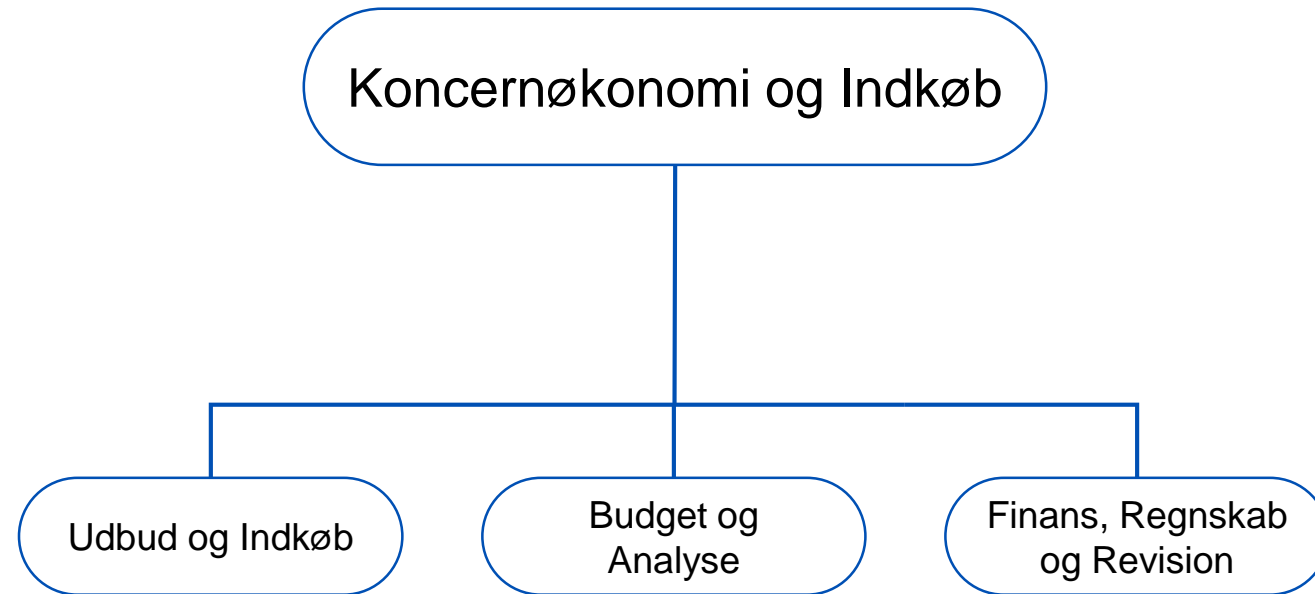 Koncernøkonomi og Indkøb
Udbud og Indkøb
Budget og
Analyse
Finans, Regnskab
og Revision